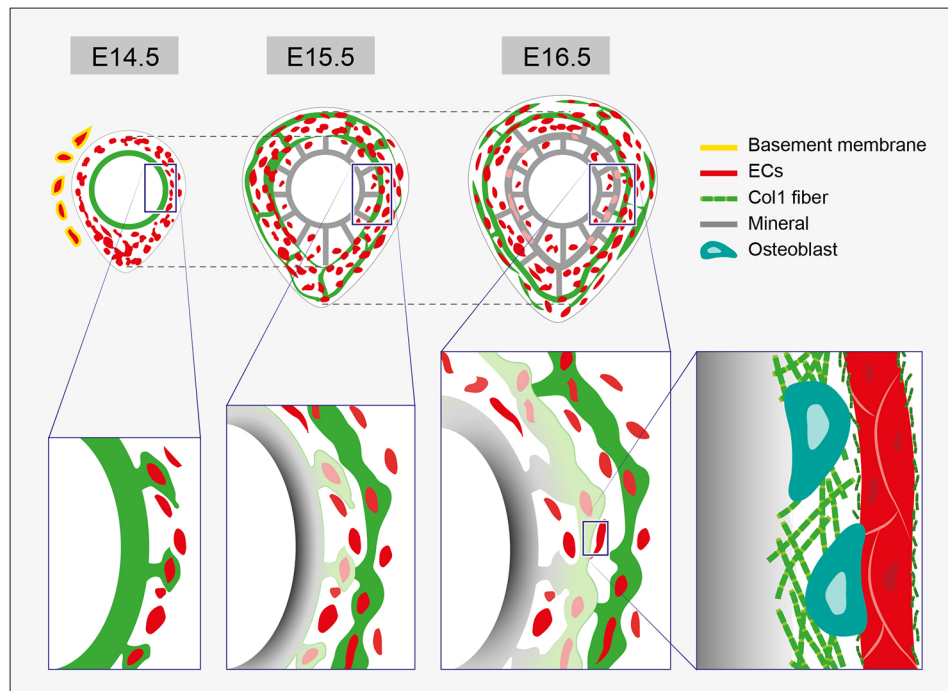 E14.5
E15.5
E16.5
Basement membrane
ECs
Col1 fiber
Mineral
Osteoblast